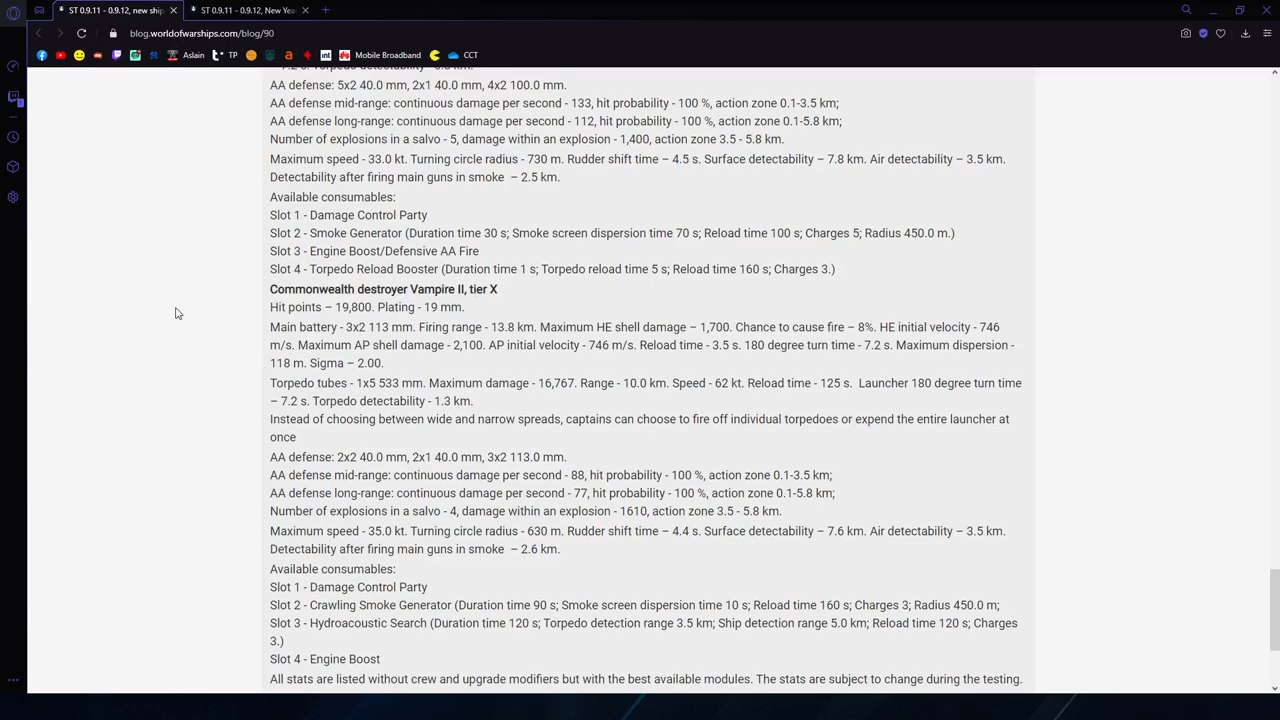 ST 0.9.11 - 0.9.12, new ship
ST 0.9.11 - 0.9.12, New Yea
blog.worldofwarships.com/blog/90
Aslain
TP
int
Mobile Broadband
CCT
AA defense: 5x2 40.0 mm, 2x1 40.0 mm, 4x2 100.0 mm.
AA defense mid-range: continuous damage per second - 133, hit probability - 100 %, action zone 0.1-3.5 km;
AA defense long-range: continuous damage per second - 112, hit probability - 100 %, action zone 0.1-5.8 km;
Number of explosions in a salvo - 5, damage within an explosion - 1,400, action zone 3.5 - 5.8 km.
Maximum speed - 33.0 kt. Turning circle radius - 730 m. Rudder shift time – 4.5 s. Surface detectability – 7.8 km. Air detectability – 3.5 km.
Detectability after firing main guns in smoke – 2.5 km.
Available consumables:
Slot 1 - Damage Control Party
Slot 2 - Smoke Generator (Duration time 30 s; Smoke screen dispersion time 70 s; Reload time 100 s; Charges 5; Radius 450.0 m.)
Slot 3 - Engine Boost/Defensive AA Fire
Slot 4 - Torpedo Reload Booster (Duration time 1 s; Torpedo reload time 5 s; Reload time 160 s; Charges 3.)
Commonwealth destroyer Vampire II, tier X
Hit points – 19,800. Plating - 19 mm.
Main battery - 3x2 113 mm. Firing range - 13.8 km. Maximum HE shell damage – 1,700. Chance to cause fire – 8%. HE initial velocity - 746
m/s. Maximum AP shell damage - 2,100. AP initial velocity - 746 m/s. Reload time - 3.5 s. 180 degree turn time - 7.2 s. Maximum dispersion -
118 m. Sigma – 2.00.
Torpedo tubes - 1x5 533 mm. Maximum damage - 16,767. Range - 10.0 km. Speed - 62 kt. Reload time - 125 s. Launcher 180 degree turn time
– 7.2 s. Torpedo detectability - 1.3 km.
Instead of choosing between wide and narrow spreads, captains can choose to fire off individual torpedoes or expend the entire launcher at
once
AA defense: 2x2 40.0 mm, 2x1 40.0 mm, 3x2 113.0 mm.
AA defense mid-range: continuous damage per second - 88, hit probability - 100 %, action zone 0.1-3.5 km;
AA defense long-range: continuous damage per second - 77, hit probability - 100 %, action zone 0.1-5.8 km;
Number of explosions in a salvo - 4, damage within an explosion - 1610, action zone 3.5 - 5.8 km.
Maximum speed - 35.0 kt. Turning circle radius - 630 m. Rudder shift time – 4.4 s. Surface detectability – 7.6 km. Air detectability – 3.5 km.
Detectability after firing main guns in smoke – 2.6 km.
Available consumables:
Slot 1 - Damage Control Party
Slot 2 - Crawling Smoke Generator (Duration time 90 s; Smoke screen dispersion time 10 s; Reload time 160 s; Charges 3; Radius 450.0 m;
Slot 3 - Hydroacoustic Search (Duration time 120 s; Torpedo detection range 3.5 km; Ship detection range 5.0 km; Reload time 120 s; Charges
3.)
Slot 4 - Engine Boost
All stats are listed without crew and upgrade modifiers but with the best available modules. The stats are subject to change during the testing.